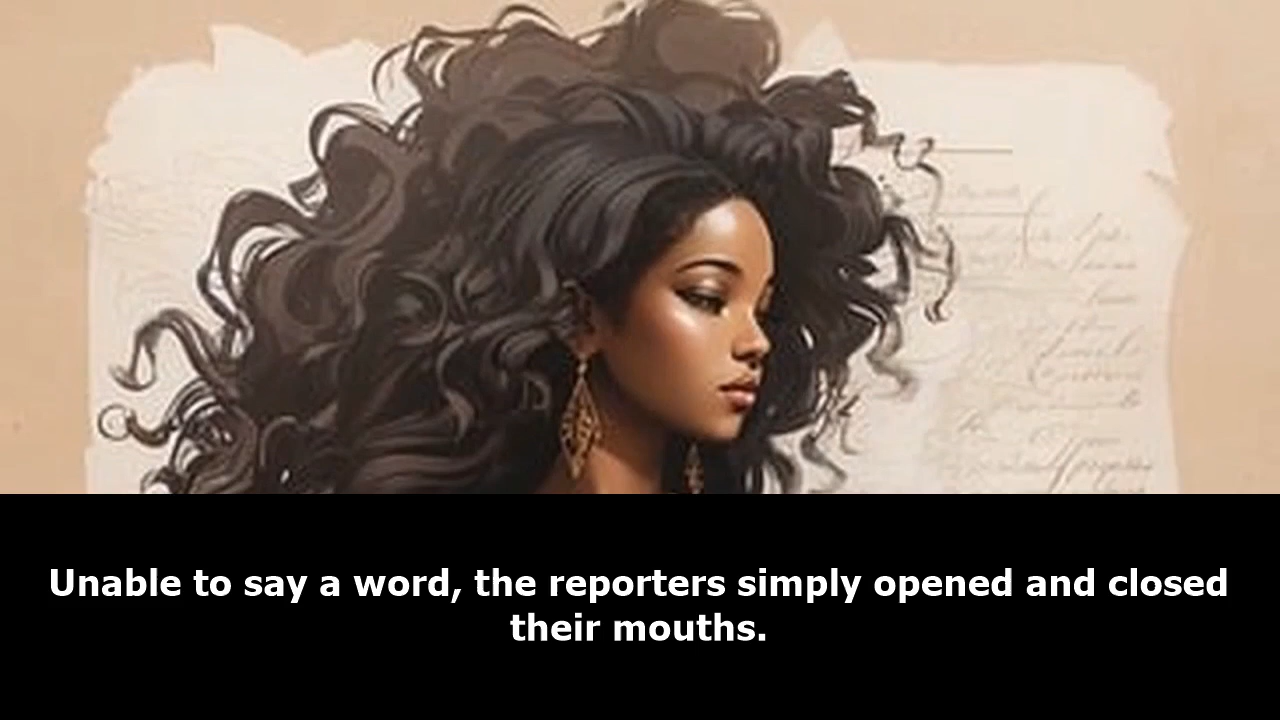 Unable to say a word, the reporters simply opened and closed
their mouths.